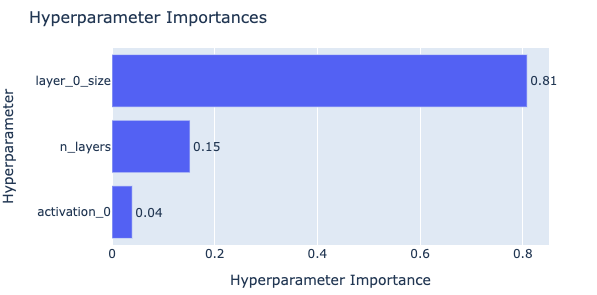 Hyperparameter Importances
Hyperparameter
layer_0_size
0.81
n_layers
0.15
activation_0
0.04
0
0.2
0.4
0.6
0.8
Hyperparameter Importance